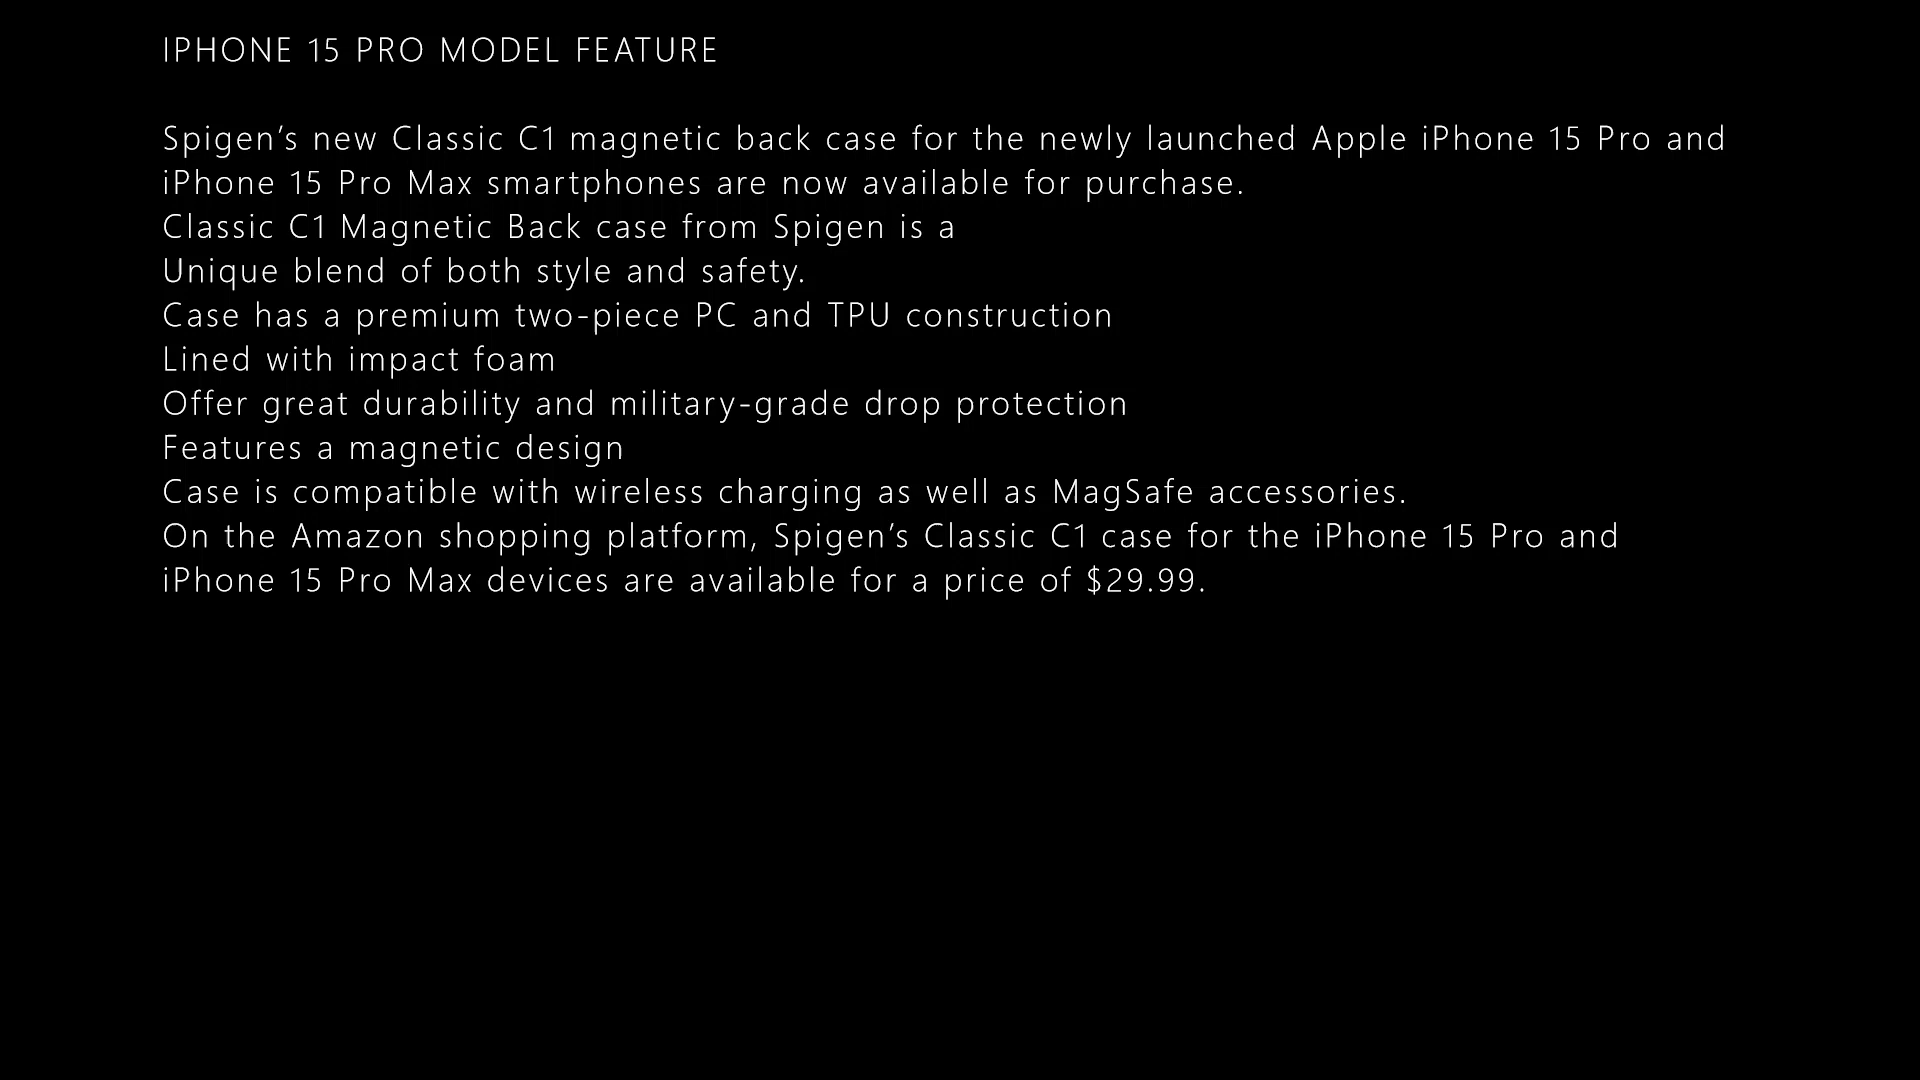 IPHONE 15 PRO MODEL FEATURE
Spigen’s new Classic C1 magnetic back case for the newly launched Apple iPhone 15 Pro and
iPhone 15 Pro Max smartphones are now available for purchase.
Classic C1 Magnetic Back case from Spigen is a
Unique blend of both style and safety.
Case has a premium two-piece PC and TPU construction
Lined with impact foam
Offer great durability and military-grade drop protection
Features a magnetic design
Case is compatible with wireless charging as well as MagSafe accessories.
On the Amazon shopping platform, Spigen’s Classic C1 case for the iPhone 15 Pro and
iPhone 15 Pro Max devices are available for a price of $29.99.